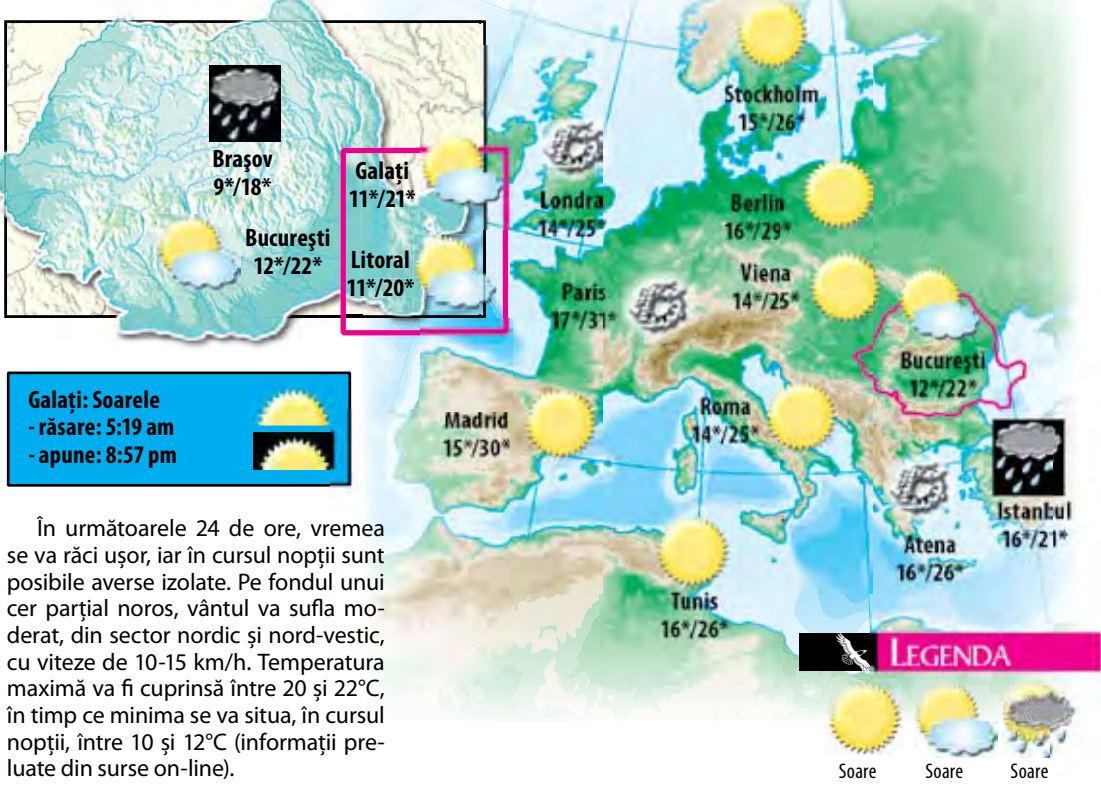 Brașov
9*/18*
București
12*/22*
Galați
11*/21*
Litoral
11*/20*
Stockholm
15*/26*
Londra
14*/25*
Berlin
16*/29*
Paris
17*/31*
Viena
14*/25*
București
12*/22*
Madrid
15*/30*
Roma
14*/25*
Istanbul
16*/21*
Atena
16*/26*
Tunis
16*/26*
Galați: Soarele
- răsare: 5:19 am
- apune: 8:57 pm
În următoarele 24 de ore, vremea
se va răci ușor, iar în cursul nopții sunt
posibile averse izolate. Pe fondul unui
cer parțial noros, vântul va sufla mo-
derat, din sector nordic și nord-vestic,
cu viteze de 10-15 km/h. Temperatura
maximă va fi cuprinsă între 20 și 22°C,
în timp ce minima se va situa, în cursul
nopții, între 10 și 12°C (informații pre-
luate din surse on-line).
LEGENDA
Soare
Soare
Soare